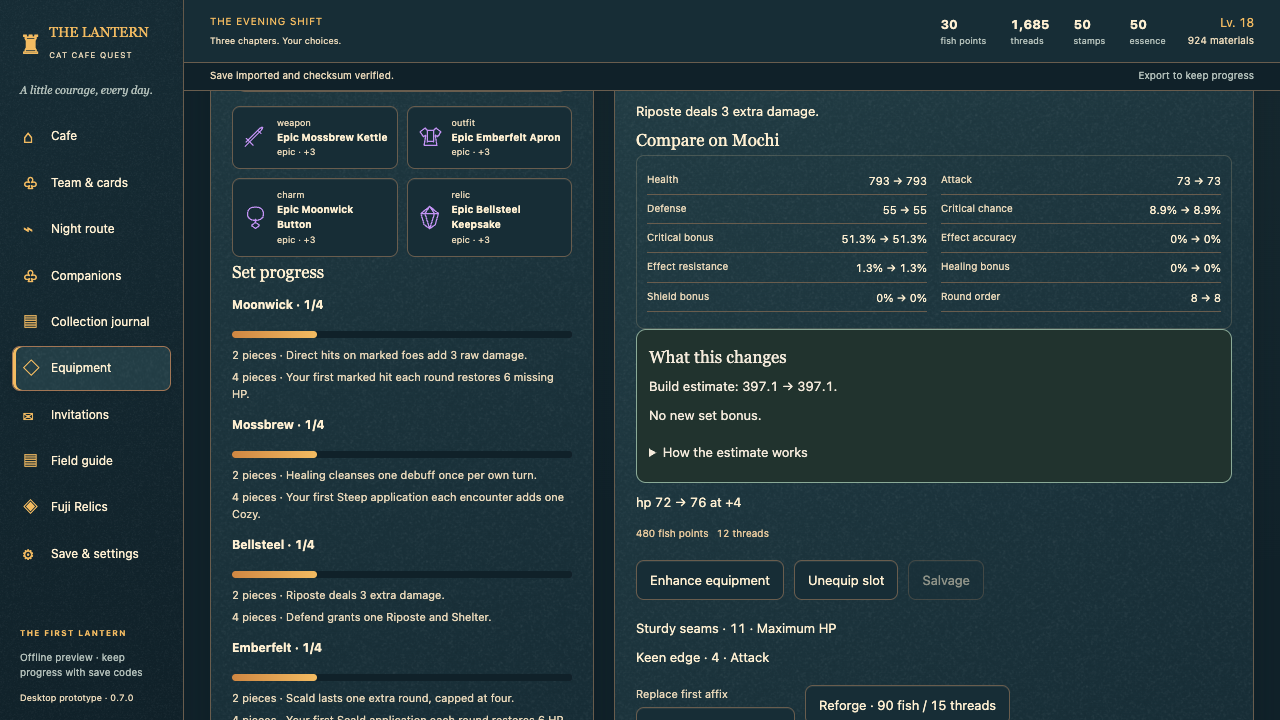 THE LANTERN
CAT CAFE QUEST
A little courage, every day.
Cafe
Team & cards
Night route
Companions
Collection journal
Equipment
Invitations
Field guide
Fuji Relics
Save & settings
THE FIRST LANTERN
Offline preview · keep
progress with save codes
Desktop prototype · 0.7.0
THE EVENING SHIFT
Three chapters. Your choices.
30
fish points
1,685
threads
50
stamps
50
essence
Lv. 18
924 materials
Save imported and checksum verified.
Export to keep progress
weapon
Epic Mossbrew Kettle
epic · +3
outfit
Epic Emberfelt Apron
epic · +3
charm
Epic Moonwick
Button
epic · +3
relic
Epic Bellsteel
Keepsake
epic · +3
Set progress
Moonwick · 1/4
2 pieces · Direct hits on marked foes add 3 raw damage.
4 pieces · Your first marked hit each round restores 6 missing
HP.
Mossbrew · 1/4
2 pieces · Healing cleanses one debuff once per own turn.
4 pieces · Your first Steep application each encounter adds one
Cozy.
Bellsteel · 1/4
2 pieces · Riposte deals 3 extra damage.
4 pieces · Defend grants one Riposte and Shelter.
Emberfelt · 1/4
2 pieces · Scald lasts one extra round, capped at four.
4 pieces · Your first Scald application each round restores 6 HP.
Riposte deals 3 extra damage.
Compare on Mochi
Health 793 → 793
Attack 73 → 73
Defense 55 → 55
Critical chance 8.9% → 8.9%
Critical bonus 51.3% → 51.3%
Effect accuracy 0% → 0%
Effect resistance 1.3% → 1.3%
Healing bonus 0% → 0%
Shield bonus 0% → 0%
Round order 8 → 8
What this changes
Build estimate: 397.1 → 397.1.
No new set bonus.
How the estimate works
hp 72 → 76 at +4
480 fish points 12 threads
Enhance equipment
Unequip slot
Salvage
Sturdy seams · 11 · Maximum HP
Keen edge · 4 · Attack
Replace first affix
Reforge · 90 fish / 15 threads